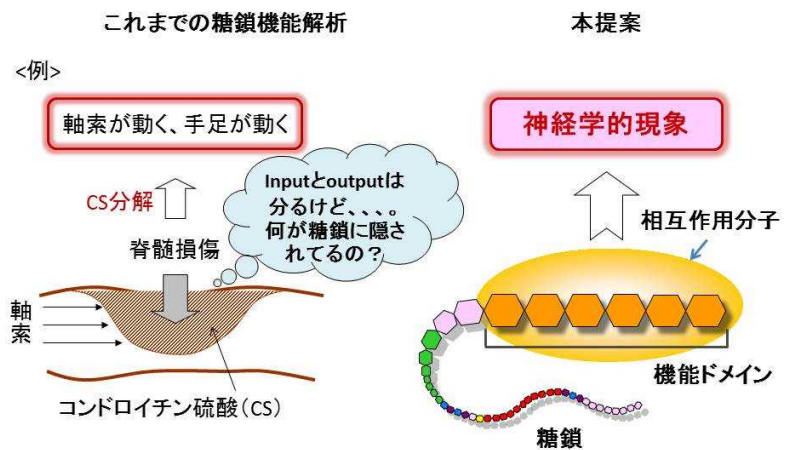 これまでの糖鎖機能解析
本提案
<例>
軸索が動く、手足が動く
神経学的現象
Inputとoutputは
分るけど、、、。
何が糖鎖に隠さ
れてるの？
CS分解
脊髄損傷
相互作用分子
軸索
機能ドメイン
コンドロイチン硫酸（CS）
糖鎖